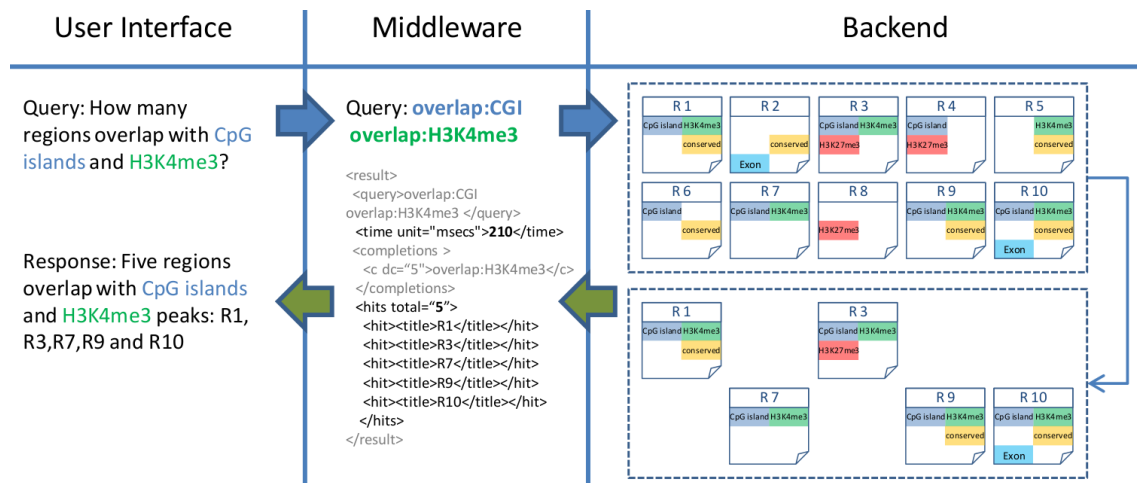 User Interface
Middleware
Backend
Query: How many
regions overlap with CpG
islands and H3K4me3?
Response: Five regions
overlap with CpG islands
and H3K4me3 peaks: R1,
R3,R7,R9 and R10
Query: overlap:CGI
overlap:H3K4me3
<result>
<query>overlap:CGI
overlap:H3K4me3 </query>
<time unit="msecs">210</time>
<completions >
<c dc=“5">overlap:H3K4me3</c>
</completions>
<hits total=“5”>
<hit><title>R1</title></hit>
<hit><title>R3</title></hit>
<hit><title>R7</title></hit>
<hit><title>R9</title></hit>
<hit><title>R10</title></hit>
</hits>
</result>
R 1
CpG island H3K4me3
conserved
R 2
conserved
Exon
R 3
CpG island H3K4me3
H3K27me3
R 4
CpG island
H3K27me3
R 5
H3K4me3
conserved
R 6
CpG island
conserved
R 7
CpG island H3K4me3
R 8
H3K27me3
R 9
CpG island H3K4me3
conserved
R 10
CpG island H3K4me3
conserved
Exon
R 1
CpG island H3K4me3
conserved
R 3
CpG island H3K4me3
H3K27me3
R 7
CpG island H3K4me3
R 9
CpG island H3K4me3
conserved
R 10
CpG island H3K4me3
conserved
Exon